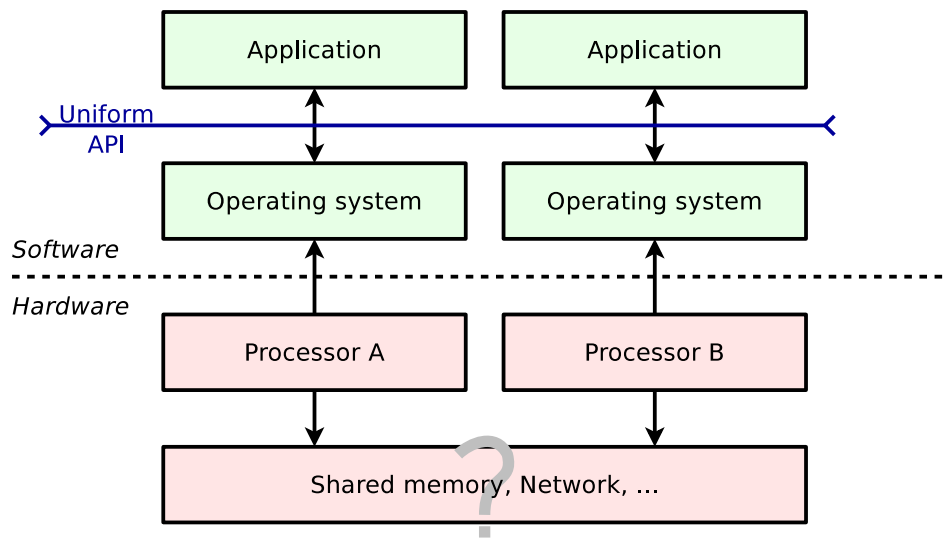 Application
Application
Uniform
API
Operating system
Operating system
Software
Hardware
Processor A
Processor B
?
Shared memory, Network, ...